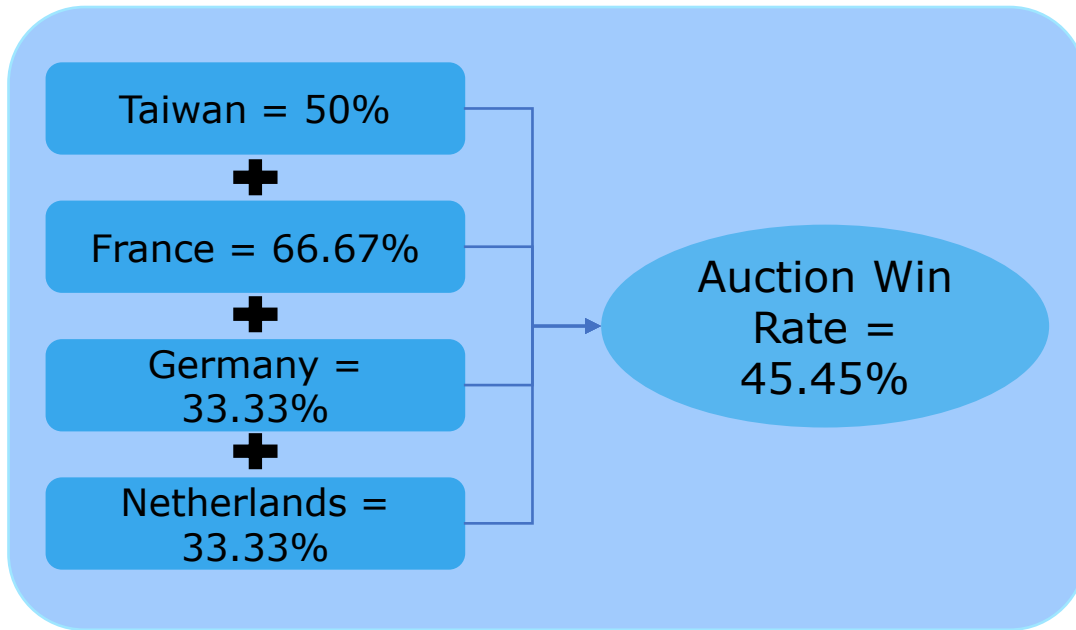 Taiwan = 50%
France = 66.67%
Germany =
33.33%
Netherlands =
33.33%
Auction Win
Rate =
45.45%